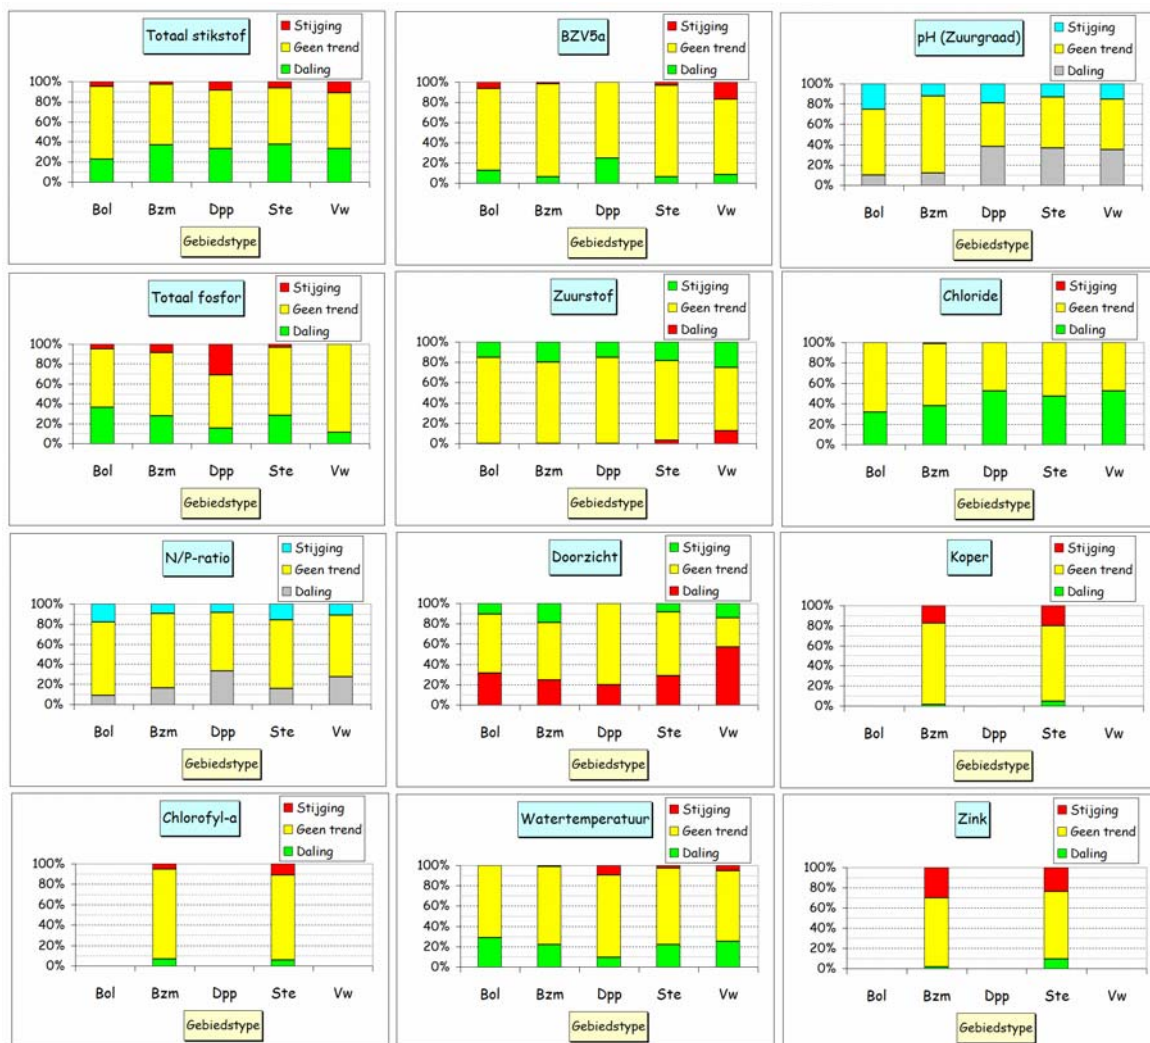 Totaal stikstof
Stijging
Geen trend
Daling
100%
80%
60%
40%
20%
0%
Bol Bzm Dpp Ste Vw
Gebiedstype
BZV5a
Stijging
Geen trend
Daling
100%
80%
60%
40%
20%
0%
Bol Bzm Dpp Ste Vw
Gebiedstype
pH (Zuurgraad)
Stijging
Geen trend
Daling
100%
80%
60%
40%
20%
0%
Bol Bzm Dpp Ste Vw
Gebiedstype
Totaal fosfor
Stijging
Geen trend
Daling
100%
80%
60%
40%
20%
0%
Bol Bzm Dpp Ste Vw
Gebiedstype
Zuurstof
Stijging
Geen trend
Daling
100%
80%
60%
40%
20%
0%
Bol Bzm Dpp Ste Vw
Gebiedstype
Chloride
Stijging
Geen trend
Daling
100%
80%
60%
40%
20%
0%
Bol Bzm Dpp Ste Vw
Gebiedstype
N/P-ratio
Stijging
Geen trend
Daling
100%
80%
60%
40%
20%
0%
Bol Bzm Dpp Ste Vw
Gebiedstype
Doorzicht
Stijging
Geen trend
Daling
100%
80%
60%
40%
20%
0%
Bol Bzm Dpp Ste Vw
Gebiedstype
Koper
Stijging
Geen trend
Daling
100%
80%
60%
40%
20%
0%
Bol Bzm Dpp Ste Vw
Gebiedstype
Chlorofyl-a
Stijging
Geen trend
Daling
100%
80%
60%
40%
20%
0%
Bol Bzm Dpp Ste Vw
Gebiedstype
Watertemperatuur
Stijging
Geen trend
Daling
100%
80%
60%
40%
20%
0%
Bol Bzm Dpp Ste Vw
Gebiedstype
Zink
Stijging
Geen trend
Daling
100%
80%
60%
40%
20%
0%
Bol Bzm Dpp Ste Vw
Gebiedstype